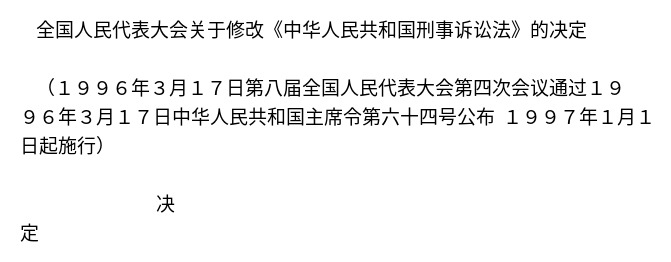 全国人民代表大会关于修改《中华人民共和国刑事诉讼法》的决定
（１９９６年３月１７日第八届全国人民代表大会第四次会议通过１９
９６年３月１７日中华人民共和国主席令第六十四号公布 １９９７年１月１
日起施行）
决
定